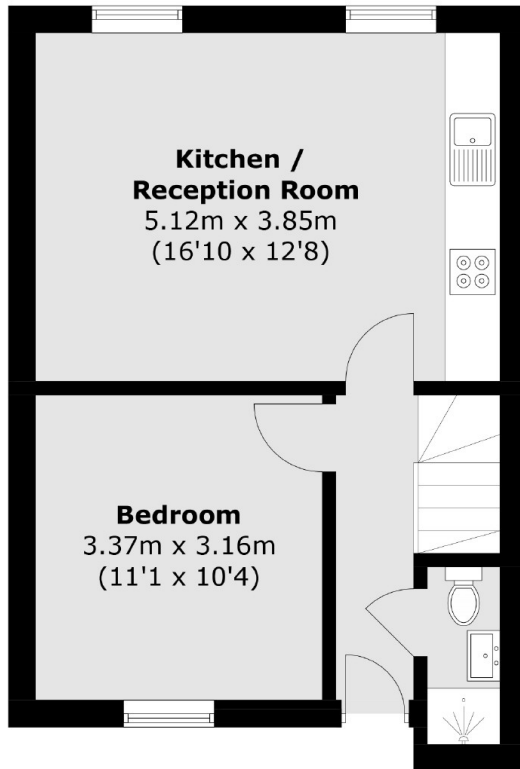 Kitchen /
Reception Room
5.12m x 3.85m
(16'10 x 12'8)
Bedroom
3.37m x 3.16m
(11'1 x 10'4)